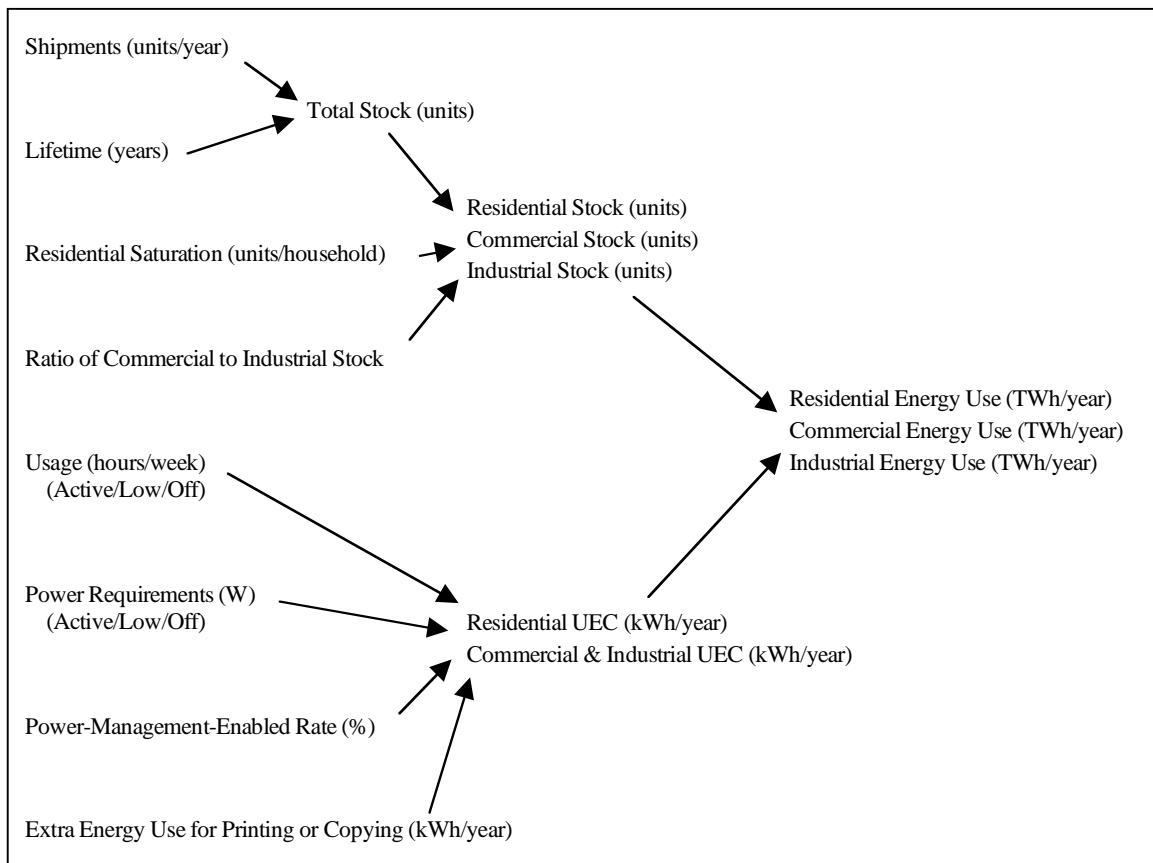 Shipments (units/year)
Total Stock (units)
Lifetime (years)
Residential Stock (units)
Commercial Stock (units)
Residential Saturation (units/household)
Industrial Stock (units)
Ratio of Commercial to Industrial Stock
Residential Energy Use (TWh/year)
Commercial Energy Use (TWh/year)
Industrial Energy Use (TWh/year)
Usage (hours/week)
(Active/Low/Off)
Power Requirements (W)
(Active/Low/Off)
Residential UEC (kWh/year)
Commercial & Industrial UEC (kWh/year)
Power-Management-Enabled Rate (%)
Extra Energy Use for Printing or Copying (kWh/year)